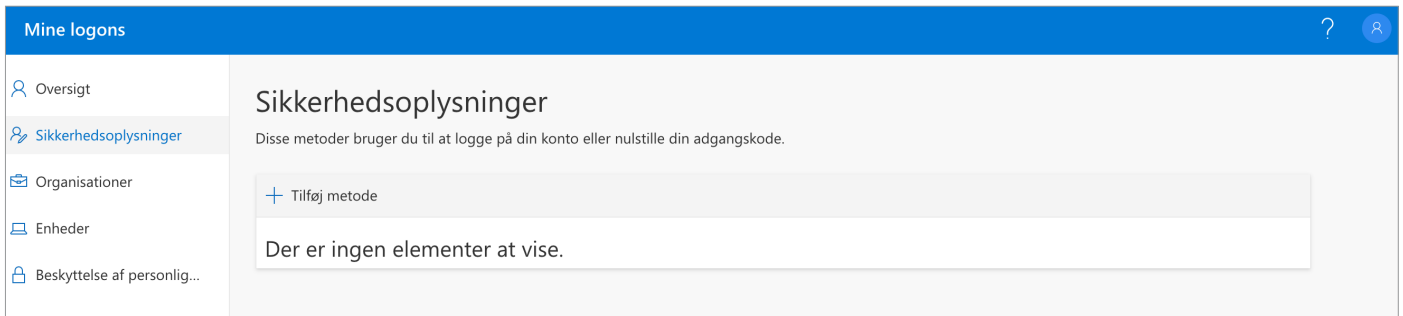 Mine logons
?
Oversigt
Sikkerhedsoplysninger
Organisationer
Enheder
Beskyttelse af personlig...
Sikkerhedsoplysninger
Disse metoder bruger du til at logge på din konto eller nulstille din adgangskode.
Tilføj metode
Der er ingen elementer at vise.